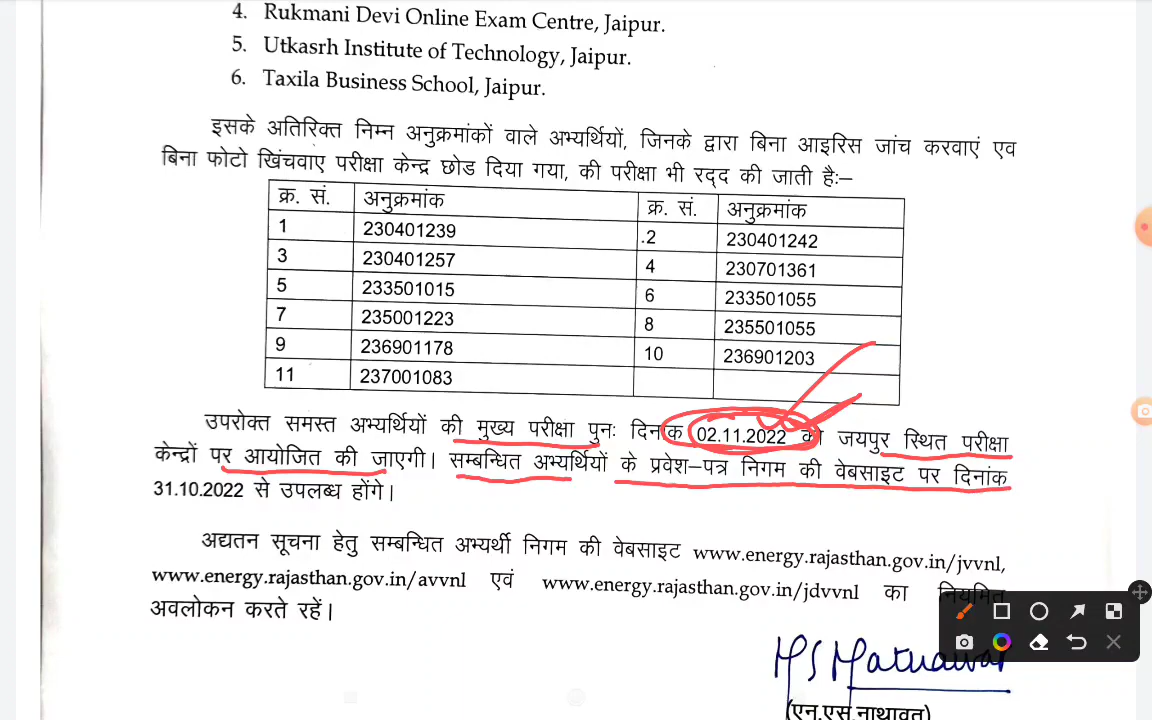 4. Rukmani Devi Online Exam Centre, Jaipur.
5. Utkasrh Institute of Technology, Jaipur.
6. Taxila Business School, Jaipur.
इसके अतिरिक्त निम्न अनुक्रमांकों वाले अभ्यर्थियों, जिनके द्वारा बिना आइरिस जांच करवाएं एव
बिना फोटो खिंचवाए परीक्षा केन्द्र छोड दिया गया, की परीक्षा भी रद्द की जाती हैः–
क्र. सं. अनुक्रमांक क्र. सं. अनुक्रमांक
1 230401239 .2 230401242
3 230401257 4 230701361
5 233501015 6 233501055
7 235001223 8 235501055
9 236901178 10 236901203
11 237001083
उपरोक्त समस्त अभ्यर्थियों की मुख्य परीक्षा पुनः दिनांक 02.11.2022 को जयपुर स्थित परीक्षा
केन्द्रों पर आयोजित की जाएगी। सम्बन्धित अभ्यर्थियों के प्रवेश–पत्र निगम की वेबसाइट पर दिनांक
31.10.2022 से उपलब्ध होंगे।
अद्यतन सूचना हेतु सम्बन्धित अभ्यर्थी निगम की वेबसाइट www.energy.rajasthan.gov.in/jvvnl,
www.energy.rajasthan.gov.in/avvnl एवं www.energy.rajasthan.gov.in/jdvvnl का नियमित
अवलोकन करते रहें।
(एन.एस.नाथावत)